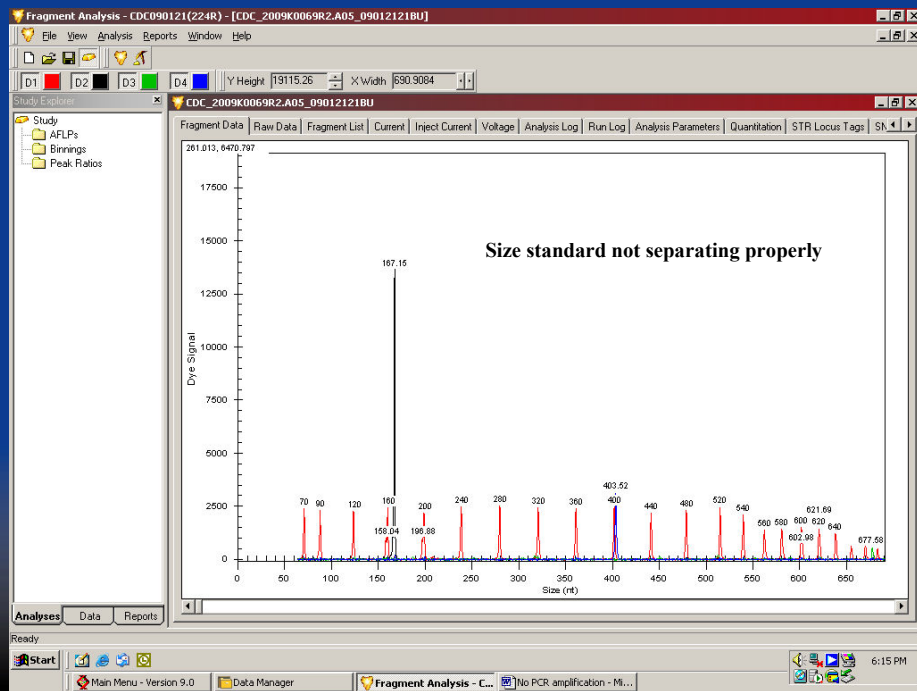 Fragment Analysis - CDC090121(224R) - [CDC_2009K0069R2.A05_09012121BU]
File View Analysis Reports Window Help
D1 D2 D3 D4 Y Height 19115.26 X Width 690.9084
Study Explorer
CDC_2009K0069R2.A05_09012121BU
Study
AFLPs
Binnings
Peak Ratios
Fragment Data Raw Data Fragment List Current Inject Current Voltage Analysis Log Run Log Analysis Parameters Quantitation STR Locus Tags
261.013, 6470.797
Size standard not separating properly
Dye Signal
17500
15000
12500
10000
7500
5000
2500
0
167.15
403.52
621.69
70 90 120 160 200 240 280 320 360 400 440 480 520 540 560 580 600 620 640
158.04 196.88 602.98 677.58
0 50 100 150 200 250 300 350 400 450 500 550 600 650
Size (nt)
Analyses Data Reports
Ready
Start 6:15 PM
Main Menu - Version 9.0 Data Manager Fragment Analysis - C... No PCR amplification - Mi...